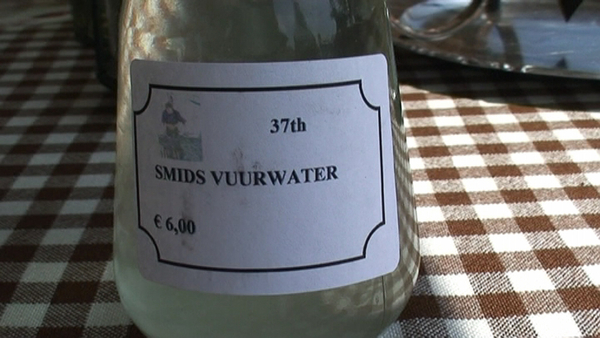 37th
SMIDS VUURWATER
€ 6,00